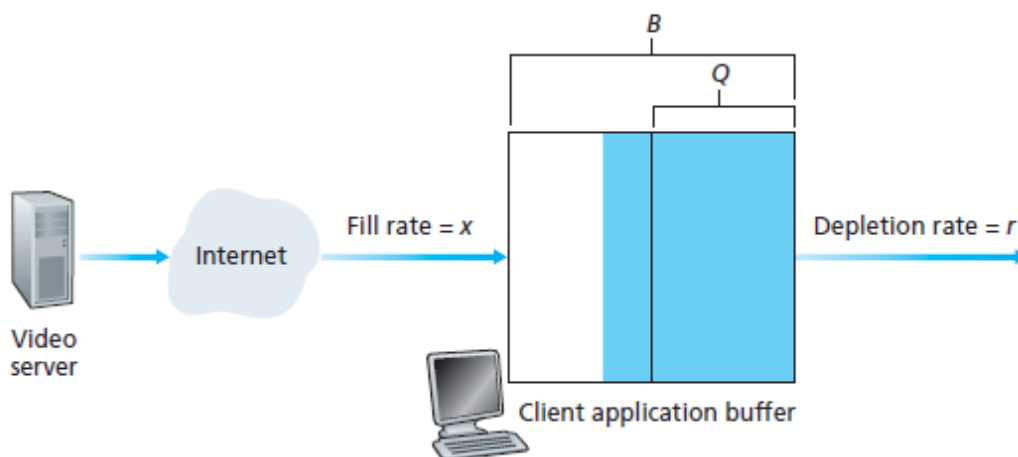 B
Q
Fill rate = x
Depletion rate = r
Internet
Video
server
Client application buffer